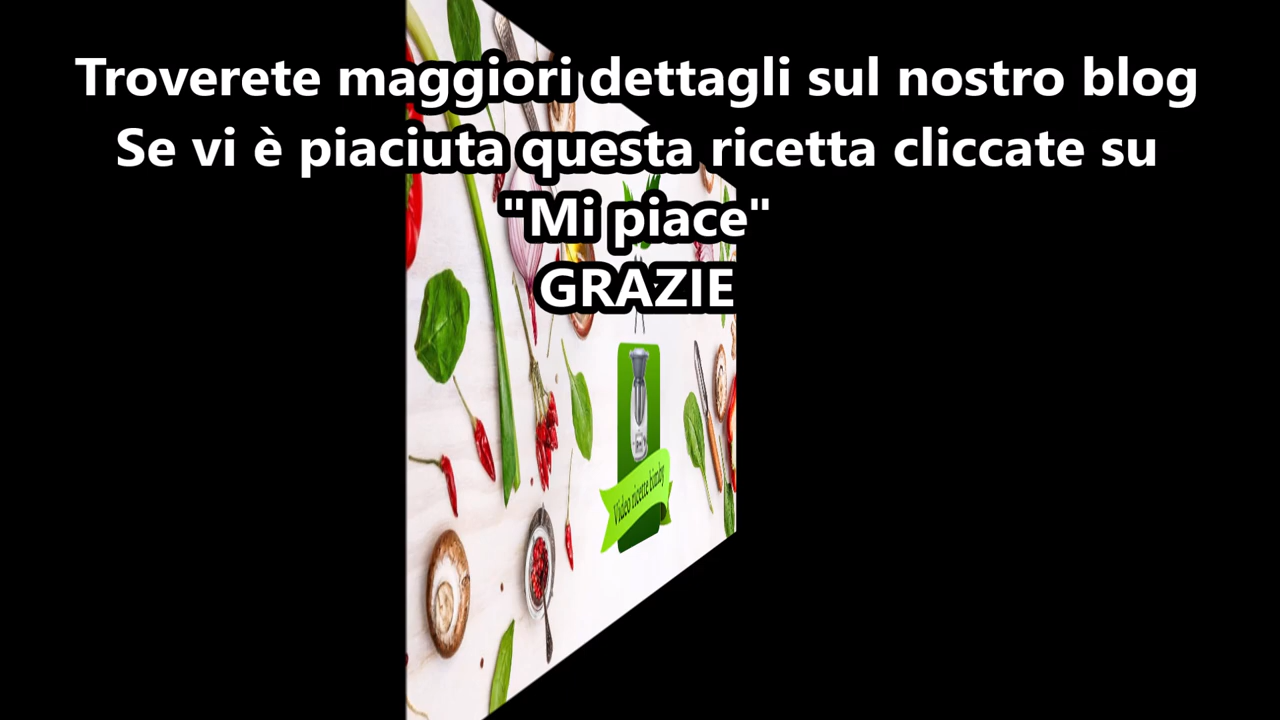 Troverete maggiori dettagli sul nostro blog
Se vi è piaciuta questa ricetta cliccate su
"Mi piace"
GRAZIE
Video ricette bimby